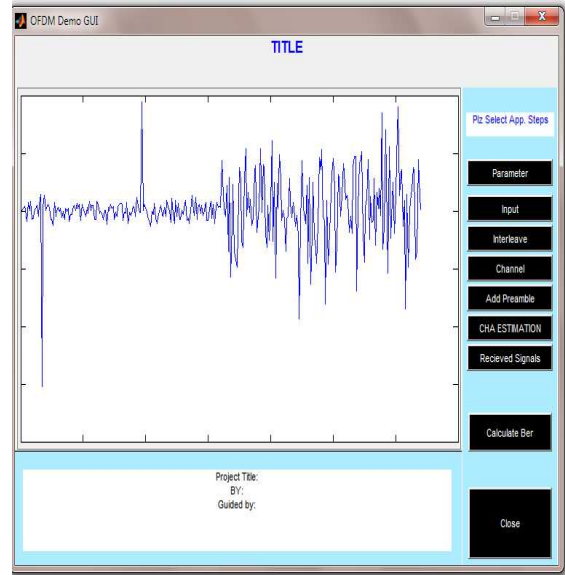 OFDM Demo GUI
TITLE
Plz Select App. Steps
Parameter
Input
Interleave
Channel
Add Preamble
CHA ESTIMATION
Recieved Signals
Calculate Ber
Close
Project Title:
BY:
Guided by: